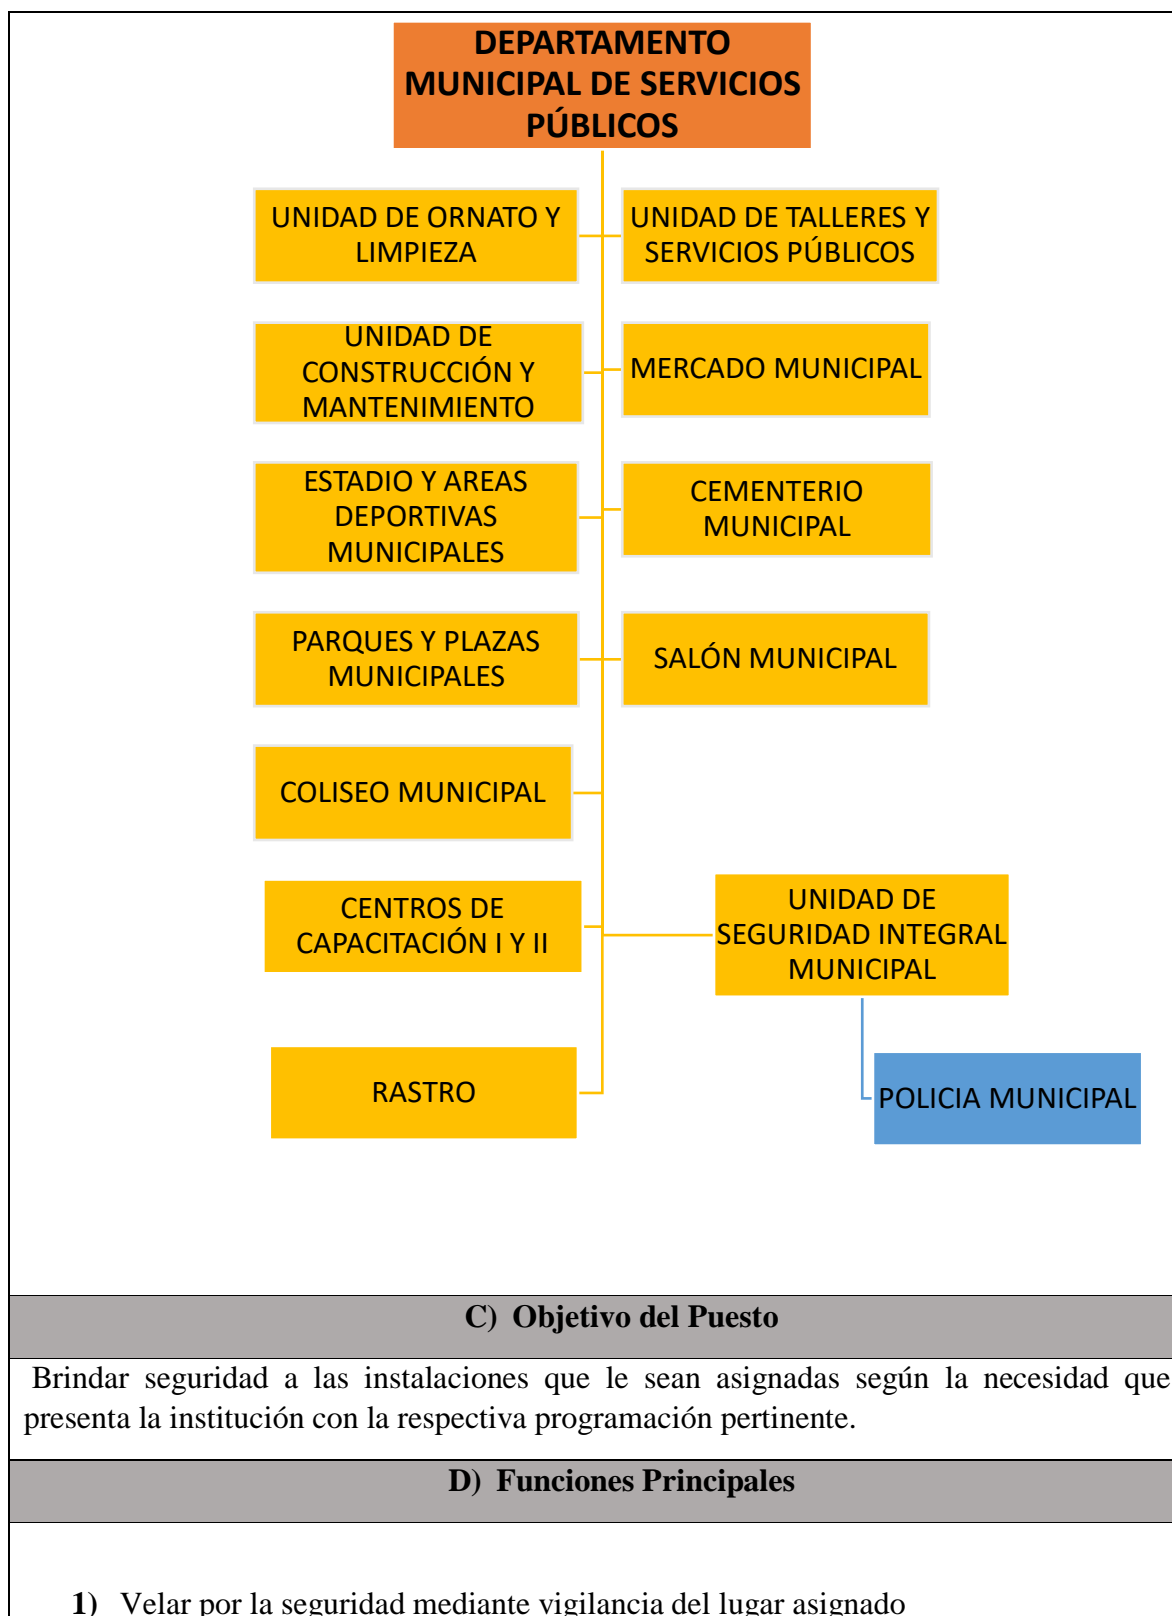 DEPARTAMENTO
MUNICIPAL DE SERVICIOS
PÚBLICOS
UNIDAD DE ORNATO Y
LIMPIEZA
UNIDAD DE TALLERES Y
SERVICIOS PÚBLICOS
UNIDAD DE
CONSTRUCCIÓN Y
MANTENIMIENTO
MERCADO MUNICIPAL
ESTADIO Y AREAS
DEPORTIVAS
MUNICIPALES
CEMENTERIO
MUNICIPAL
PARQUES Y PLAZAS
MUNICIPALES
SALÓN MUNICIPAL
COLISEO MUNICIPAL
CENTROS DE
CAPACITACIÓN I Y II
UNIDAD DE
SEGURIDAD INTEGRAL
MUNICIPAL
RASTRO
POLICIA MUNICIPAL
C) Objetivo del Puesto
Brindar seguridad a las instalaciones que le sean asignadas según la necesidad que
presenta la institución con la respectiva programación pertinente.
D) Funciones Principales
1) Velar por la seguridad mediante vigilancia del lugar asignado